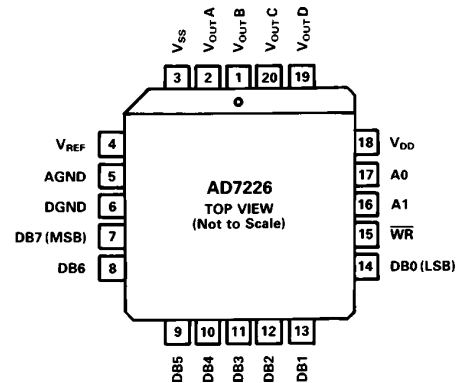 VSS VOUT A VOUT B VOUT C VOUT D
3 2 1 20 19
VREF 4
AGND 5
DGND 6
DB7 (MSB) 7
DB6 8
AD7226
TOP VIEW
(Not to Scale)
18 VDD
17 A0
16 A1
15 W̅R̅
14 DB0 (LSB)
9 10 11 12 13
DB5 DB4 DB3 DB2 DB1